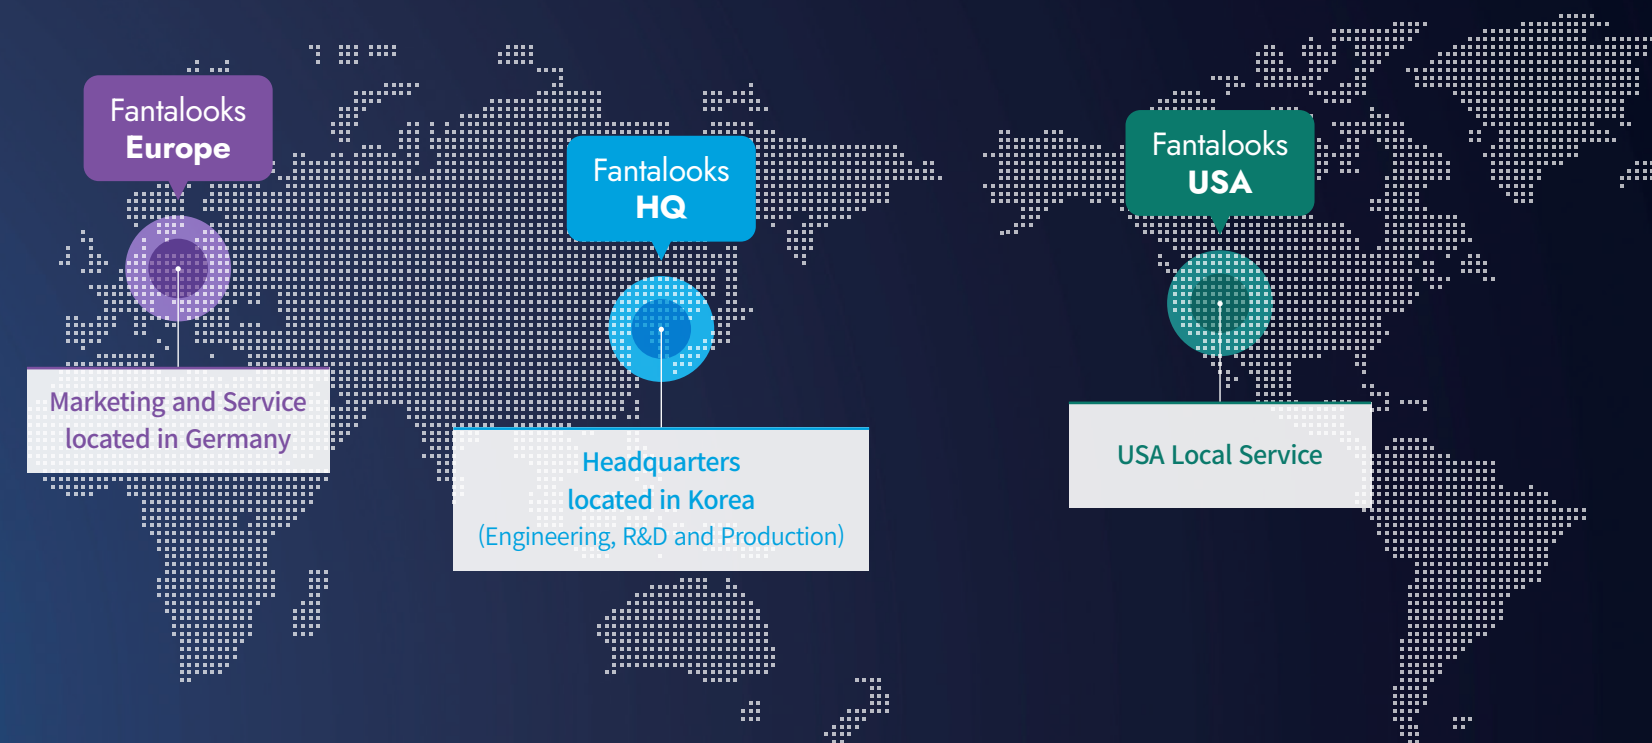 Fantalooks
Europe
Marketing and Service
located in Germany
Fantalooks
HQ
Headquarters
located in Korea
(Engineering, R&D and Production)
Fantalooks
USA
USA Local Service